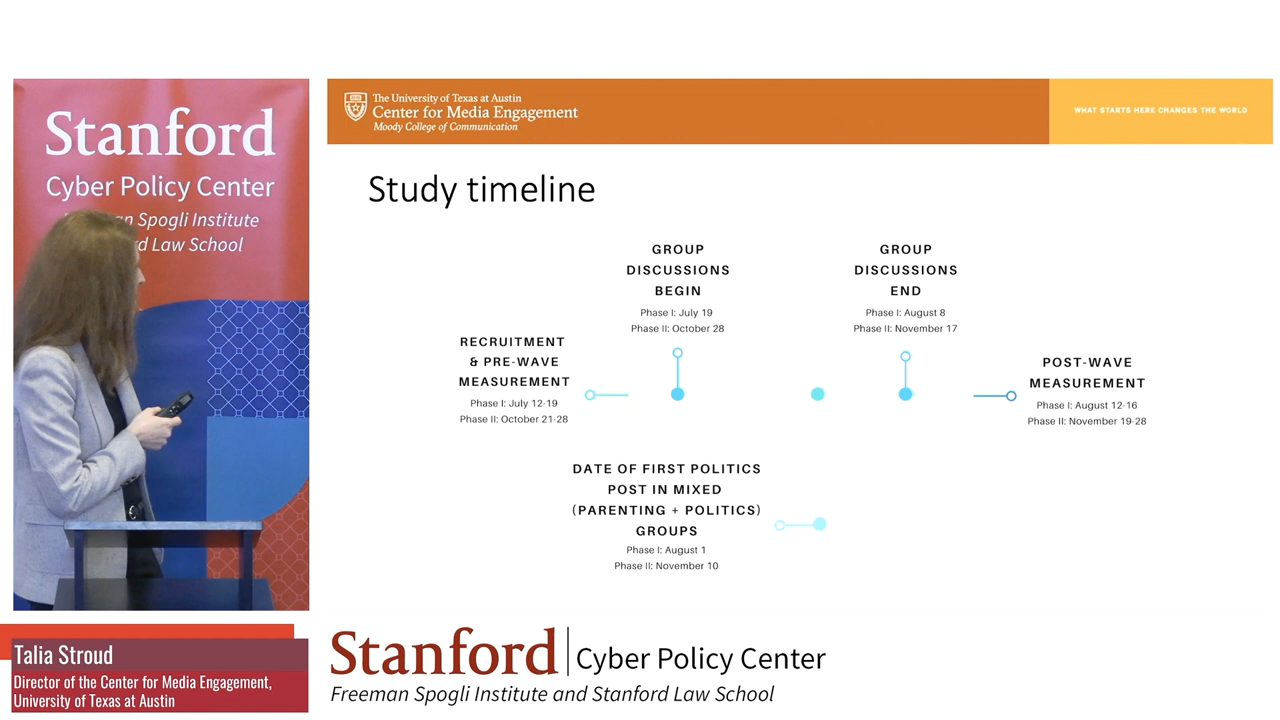 Stanford
Cyber Policy Center
n Spogli Institute
d Law School
The University of Texas at Austin
Center for Media Engagement
Moody College of Communication
WHAT STARTS HERE CHANGES THE WORLD
Study timeline
RECRUITMENT
& PRE-WAVE
MEASUREMENT
Phase I: July 12-19
Phase II: October 21-28
GROUP
DISCUSSIONS
BEGIN
Phase I: July 19
Phase II: October 28
DATE OF FIRST POLITICS
POST IN MIXED
(PARENTING + POLITICS)
GROUPS
Phase I: August 1
Phase II: November 10
GROUP
DISCUSSIONS
END
Phase I: August 8
Phase II: November 17
POST-WAVE
MEASUREMENT
Phase I: August 12-16
Phase II: November 19-28
Talia Stroud
Director of the Center for Media Engagement,
University of Texas at Austin
Stanford | Cyber Policy Center
Freeman Spogli Institute and Stanford Law School